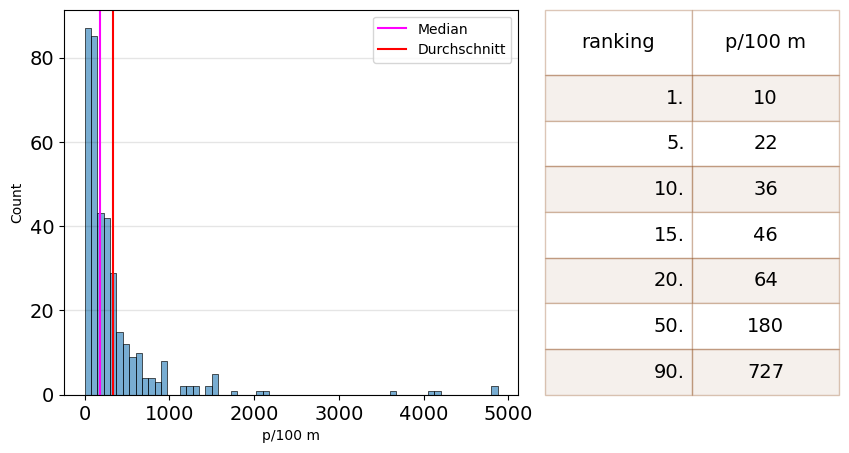 Median
Durchschnitt
80
60
40
20
0
Count
0 1000 2000 3000 4000 5000
p/100 m
ranking p/100 m
1. 10
5. 22
10. 36
15. 46
20. 64
50. 180
90. 727